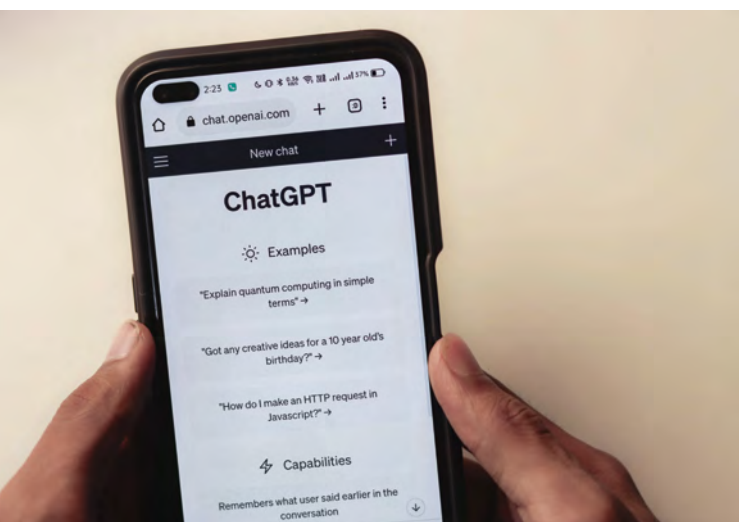 2:23 37%
chat.openai.com
New chat
ChatGPT
Examples
"Explain quantum computing in simple
terms" →
"Got any creative ideas for a 10 year old's
birthday?" →
"How do I make an HTTP request in
Javascript?" →
Capabilities
Remembers what user said earlier in the
conversation